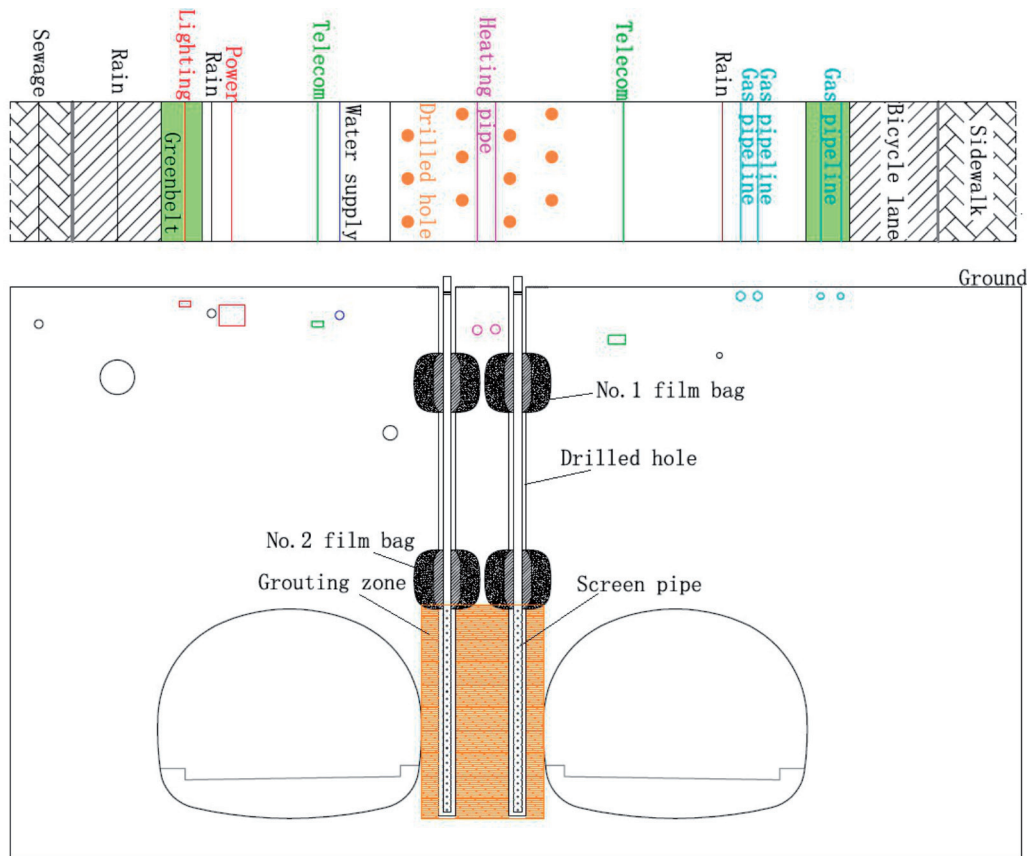 Sewage
Rain
Lighting
Rain
Power
Telecom
Heating pipe
Telecom
Rain
Gas pipeline
Gas pipeline
Gas pipeline
Greenbelt
Water supply
Drilled hole
Bicycle lane
Sidewalk
Ground
No.1 film bag
Drilled hole
No.2 film bag
Grouting zone
Screen pipe